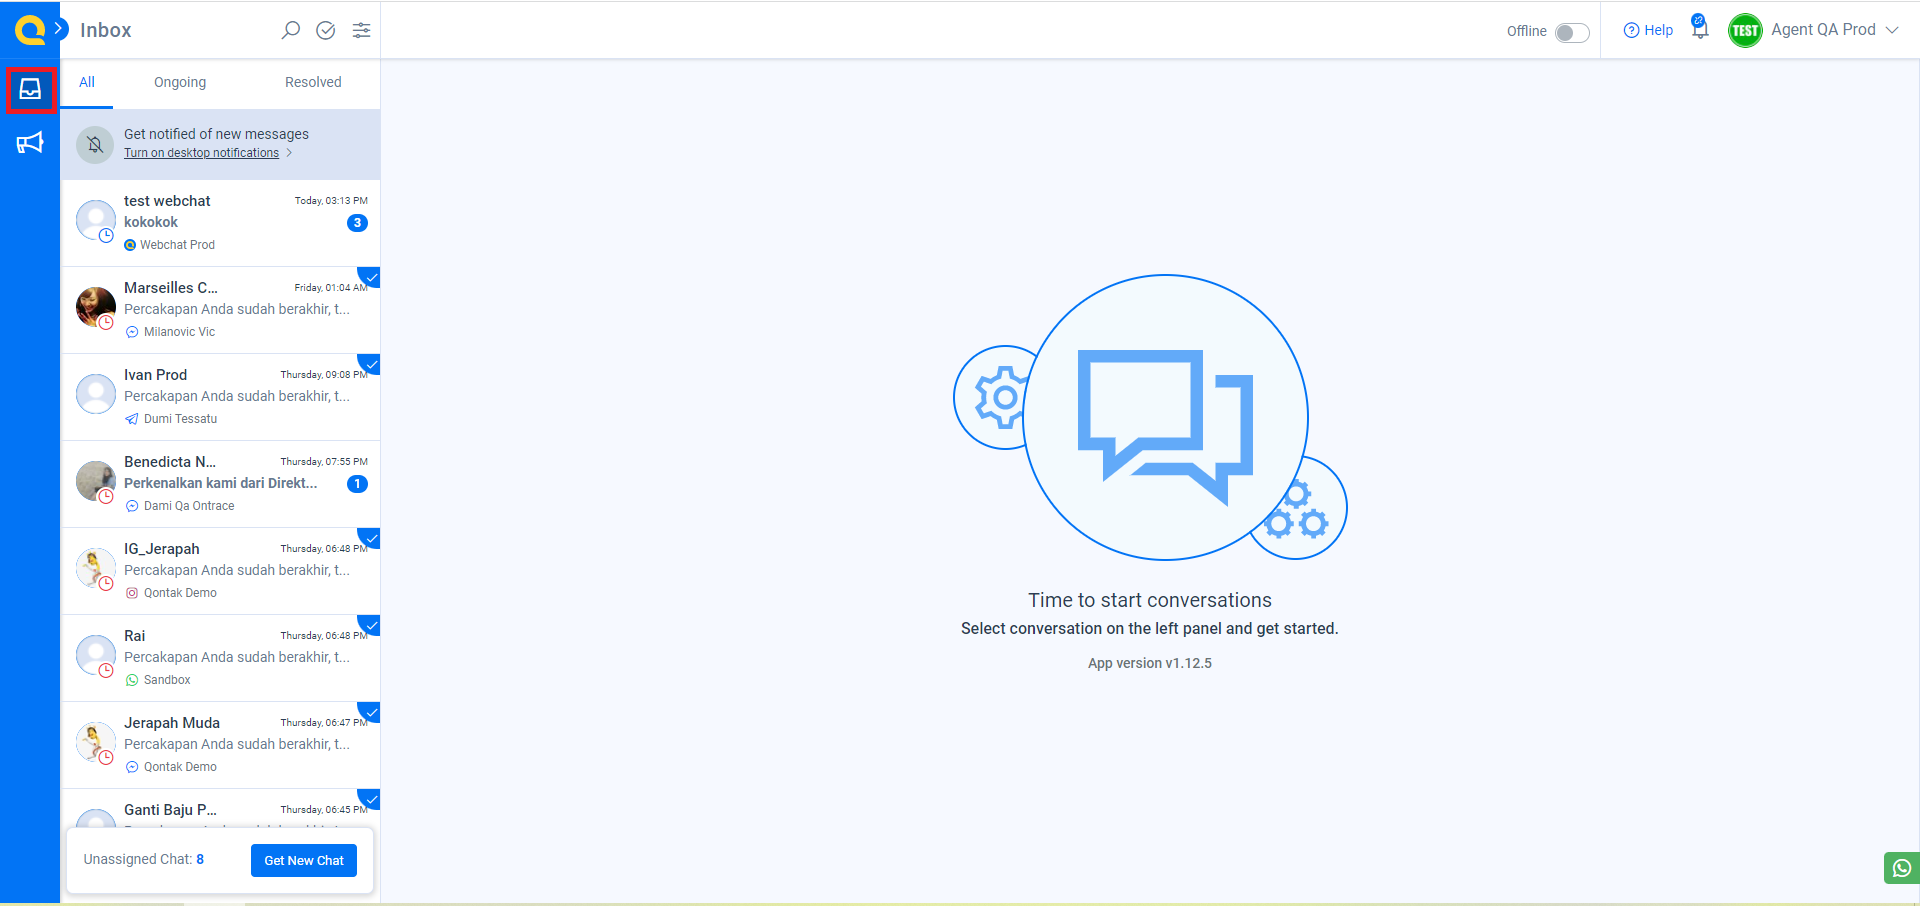 Inbox
Offline
Help
TEST
Agent QA Prod
All
Ongoing
Resolved
Get notified of new messages
Turn on desktop notifications
test webchat
Today, 03:13 PM
kokokok
3
Webchat Prod
Marseilles C...
Friday, 01:04 AM
Percakapan Anda sudah berakhir, t...
Milanovic Vic
Ivan Prod
Thursday, 09:08 PM
Percakapan Anda sudah berakhir, t...
Dumi Tessatu
Benedicta N...
Thursday, 07:55 PM
Perkenalkan kami dari Direkt...
1
Dami Qa Ontrace
IG_Jerapah
Thursday, 06:48 PM
Percakapan Anda sudah berakhir, t...
Qontak Demo
Rai
Thursday, 06:48 PM
Percakapan Anda sudah berakhir, t...
Sandbox
Jerapah Muda
Thursday, 06:47 PM
Percakapan Anda sudah berakhir, t...
Qontak Demo
Ganti Baju P...
Thursday, 06:45 PM
Unassigned Chat: 8
Get New Chat
Time to start conversations
Select conversation on the left panel and get started.
App version v1.12.5